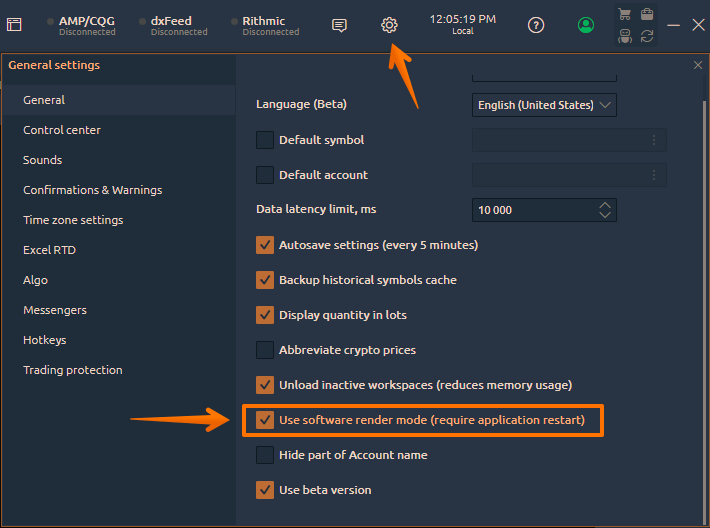 AMP/CQG dxFeed Rithmic 12:05:19 PM
Disconnected Disconnected Disconnected Local
General settings
General
Control center
Sounds
Confirmations & Warnings
Time zone settings
Excel RTD
Algo
Messengers
Hotkeys
Trading protection
Language (Beta) English (United States)
Default symbol
Default account
Data latency limit, ms 10 000
Autosave settings (every 5 minutes)
Backup historical symbols cache
Display quantity in lots
Abbreviate crypto prices
Unload inactive workspaces (reduces memory usage)
Use software render mode (require application restart)
Hide part of Account name
Use beta version